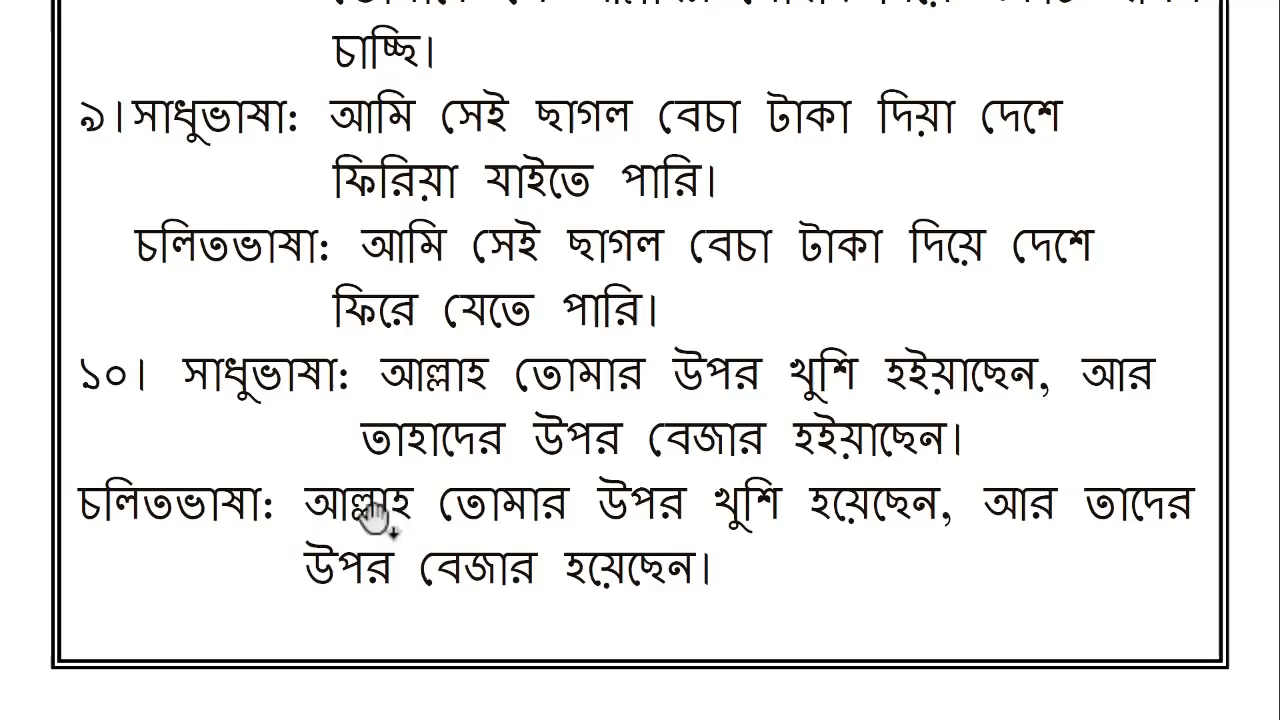 চাচ্ছি।
৯। সাধুভাষা: আমি সেই ছাগল বেচা টাকা দিয়া দেশে
ফিরিয়া যাইতে পারি।
চলিতভাষা: আমি সেই ছাগল বেচা টাকা দিয়ে দেশে
ফিরে যেতে পারি।
১০। সাধুভাষা: আল্লাহ তোমার উপর খুশি হইয়াছেন, আর
তাহাদের উপর বেজার হইয়াছেন।
চলিতভাষা: আল্লাহ তোমার উপর খুশি হয়েছেন, আর তাদের
উপর বেজার হয়েছেন।